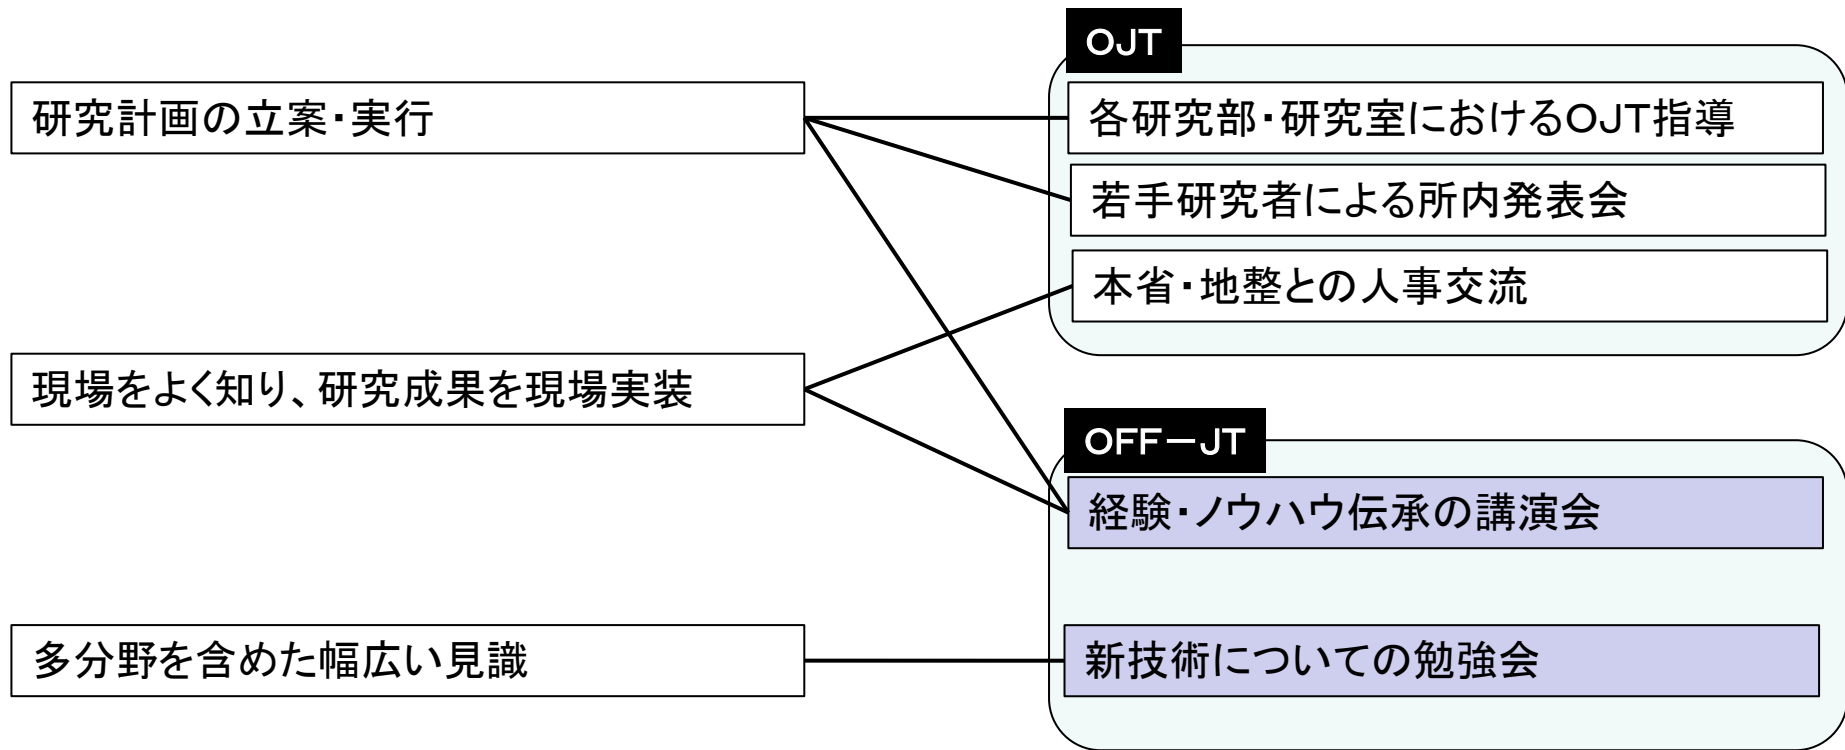 OJT
研究計画の立案・実行
各研究部・研究室におけるOJT指導
若手研究者による所内発表会
本省・地整との人事交流
現場をよく知り、研究成果を現場実装
OFF－JT
経験・ノウハウ伝承の講演会
多分野を含めた幅広い見識
新技術についての勉強会